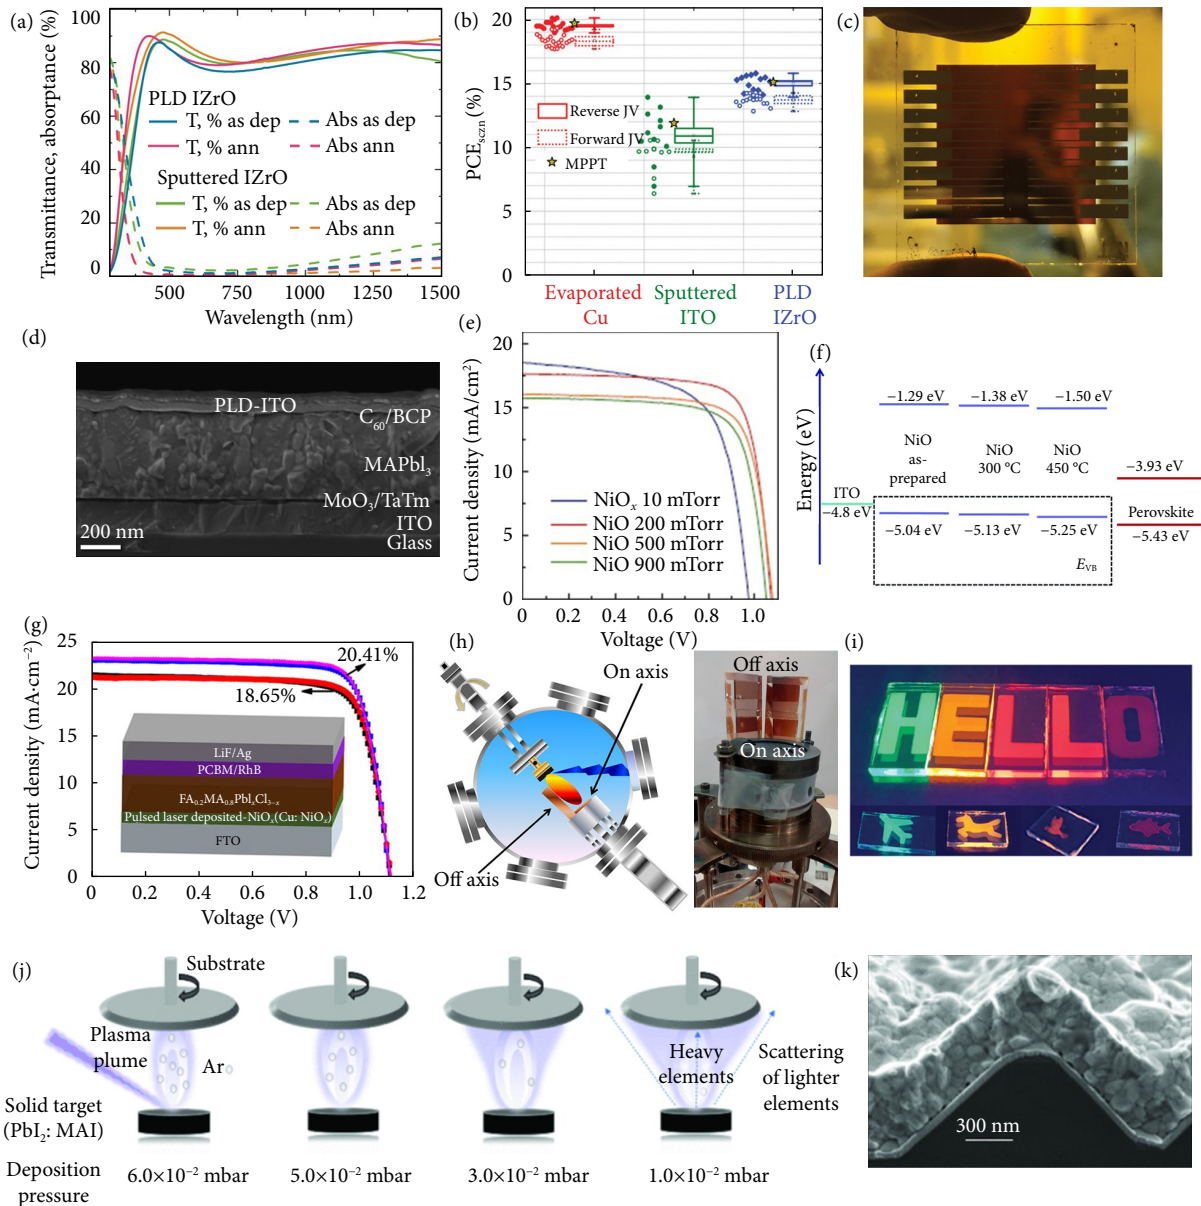 (a)
Transmittance, absorptance (%)
100
80
60
40
20
0
PLD IZrO
T, % as dep
Abs as dep
T, % ann
Abs ann
Sputtered IZrO
T, % as dep
Abs as dep
T, % ann
Abs ann
500 750 1000 1250 1500
Wavelength (nm)
(b)
PCEsczn (%)
20
15
10
5
0
Reverse JV
Forward JV
MPPT
Evaporated Cu
Sputtered ITO
PLD IZrO
(c)
(d)
PLD-ITO
C60/BCP
MAPbI3
MoO3/TaTm
ITO
Glass
200 nm
(e)
Current density (mA/cm²)
20
15
10
5
0
NiOx 10 mTorr
NiO 200 mTorr
NiO 500 mTorr
NiO 900 mTorr
0 0.2 0.4 0.6 0.8 1.0
Voltage (V)
(f)
Energy (eV)
−1.29 eV
−1.38 eV
−1.50 eV
NiO as-prepared
NiO 300 °C
NiO 450 °C
−3.93 eV
ITO
−4.8 eV
−5.04 eV
−5.13 eV
−5.25 eV
Perovskite
−5.43 eV
EVB
(g)
Current density (mA·cm⁻²)
25
20
15
10
5
0
20.41%
18.65%
LiF/Ag
PCBM/RhB
FA0.2MA0.8PbIxCl3−x
Pulsed laser deposited-NiOx(Cu: NiOx)
FTO
0 0.2 0.4 0.6 0.8 1.0 1.2
Voltage (V)
(h)
On axis
Off axis
Off axis
On axis
(i)
HELLO
(j)
Substrate
Plasma
plume
Ar
Heavy
elements
Scattering
of lighter
elements
Solid target
(PbI2: MAI)
Deposition
pressure
6.0×10⁻² mbar
5.0×10⁻² mbar
3.0×10⁻² mbar
1.0×10⁻² mbar
(k)
300 nm